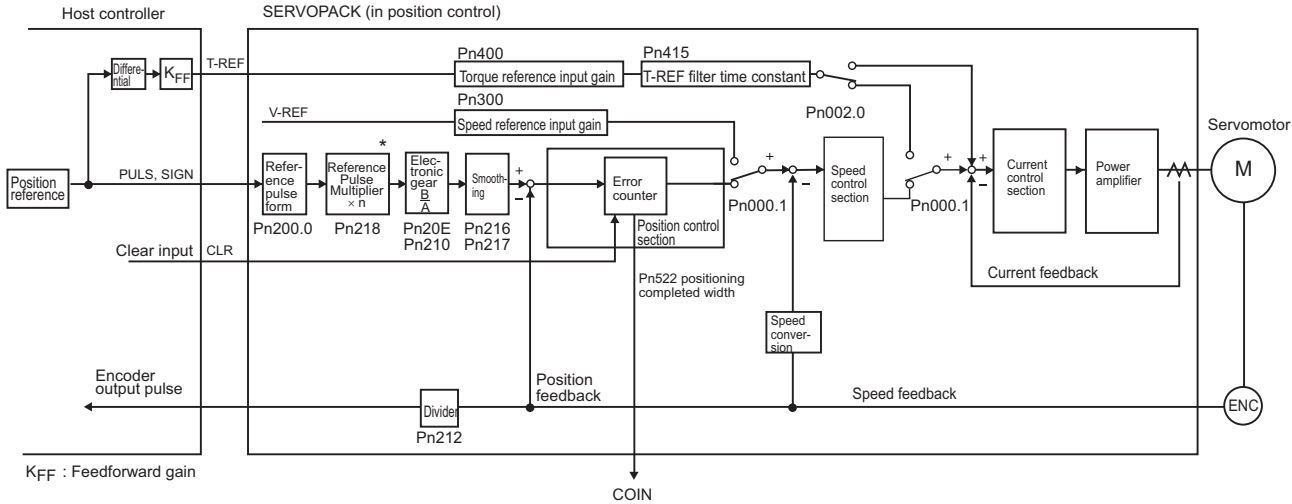 Host controller
SERVOPACK (in position control)
Differe-
ntial
KFF
T-REF
Pn400
Torque reference input gain
Pn415
T-REF filter time constant
Pn002.0
V-REF
Pn300
Speed reference input gain
Servomotor
M
Position
reference
PULS, SIGN
Refer-
ence
pulse
form
Pn200.0
*
Reference
Pulse
Multiplier
× n
Pn218
Elec-
tronic
gear
B
A
Pn20E
Pn210
Smooth-
ing
Pn216
Pn217
+
−
Error
counter
Position control
section
Pn000.1
+
−
Speed
control
section
Pn000.1
+
+
−
Current
control
section
Power
amplifier
Clear input
CLR
Pn522 positioning
completed width
Current feedback
Speed
conver-
sion
Encoder
output pulse
Divider
Pn212
Position
feedback
Speed feedback
ENC
KFF : Feedforward gain
COIN